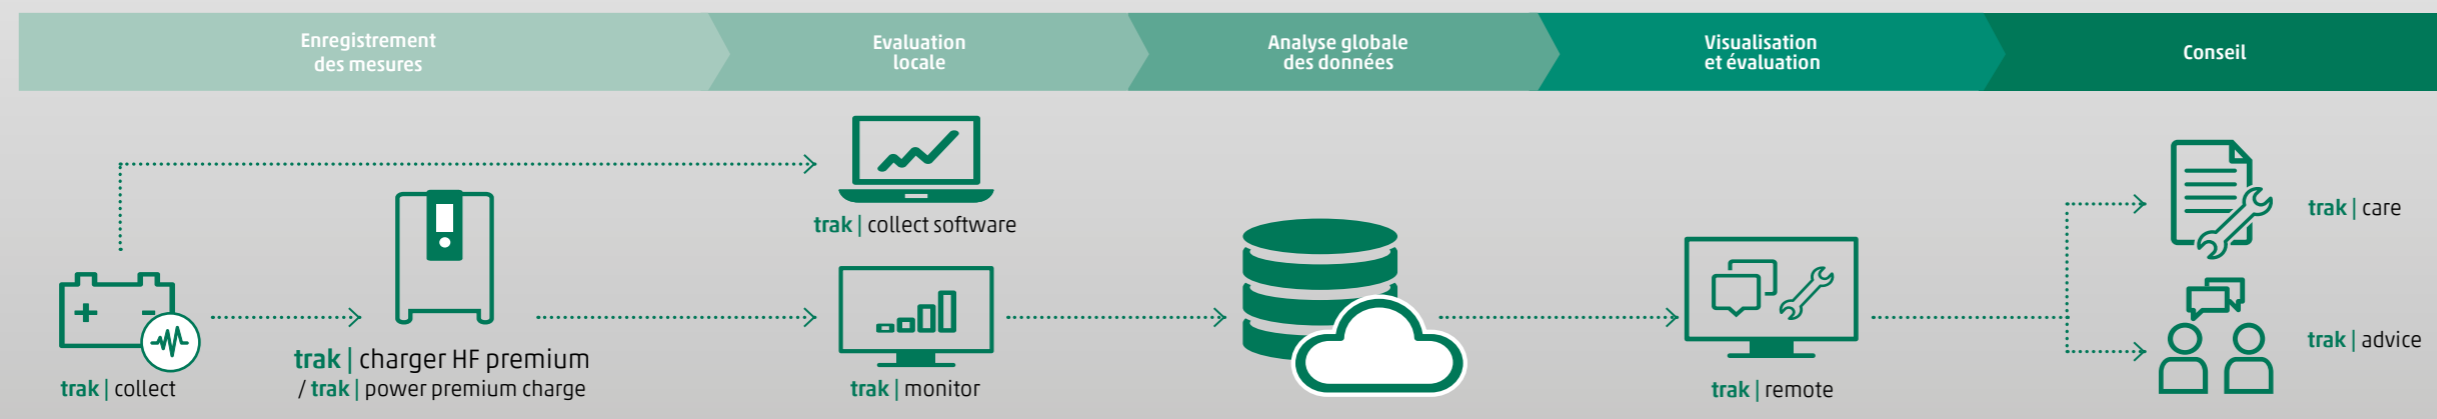 Enregistrement
des mesures
Evaluation
locale
Analyse globale
des données
Visualisation
et évaluation
Conseil
trak | collect software
trak | care
trak | collect
trak | charger HF premium
/ trak | power premium charge
trak | monitor
trak | remote
trak | advice